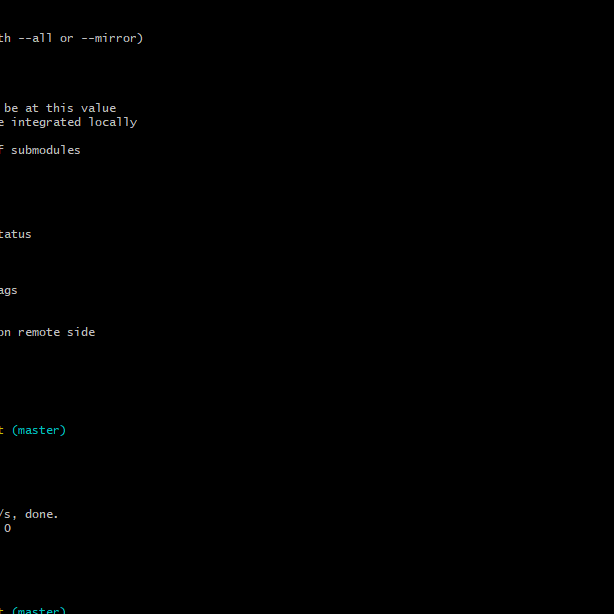 th --all or --mirror)
be at this value
e integrated locally
f submodules
tatus
ags
on remote side
t (master)
/s, done.
0
t (master)